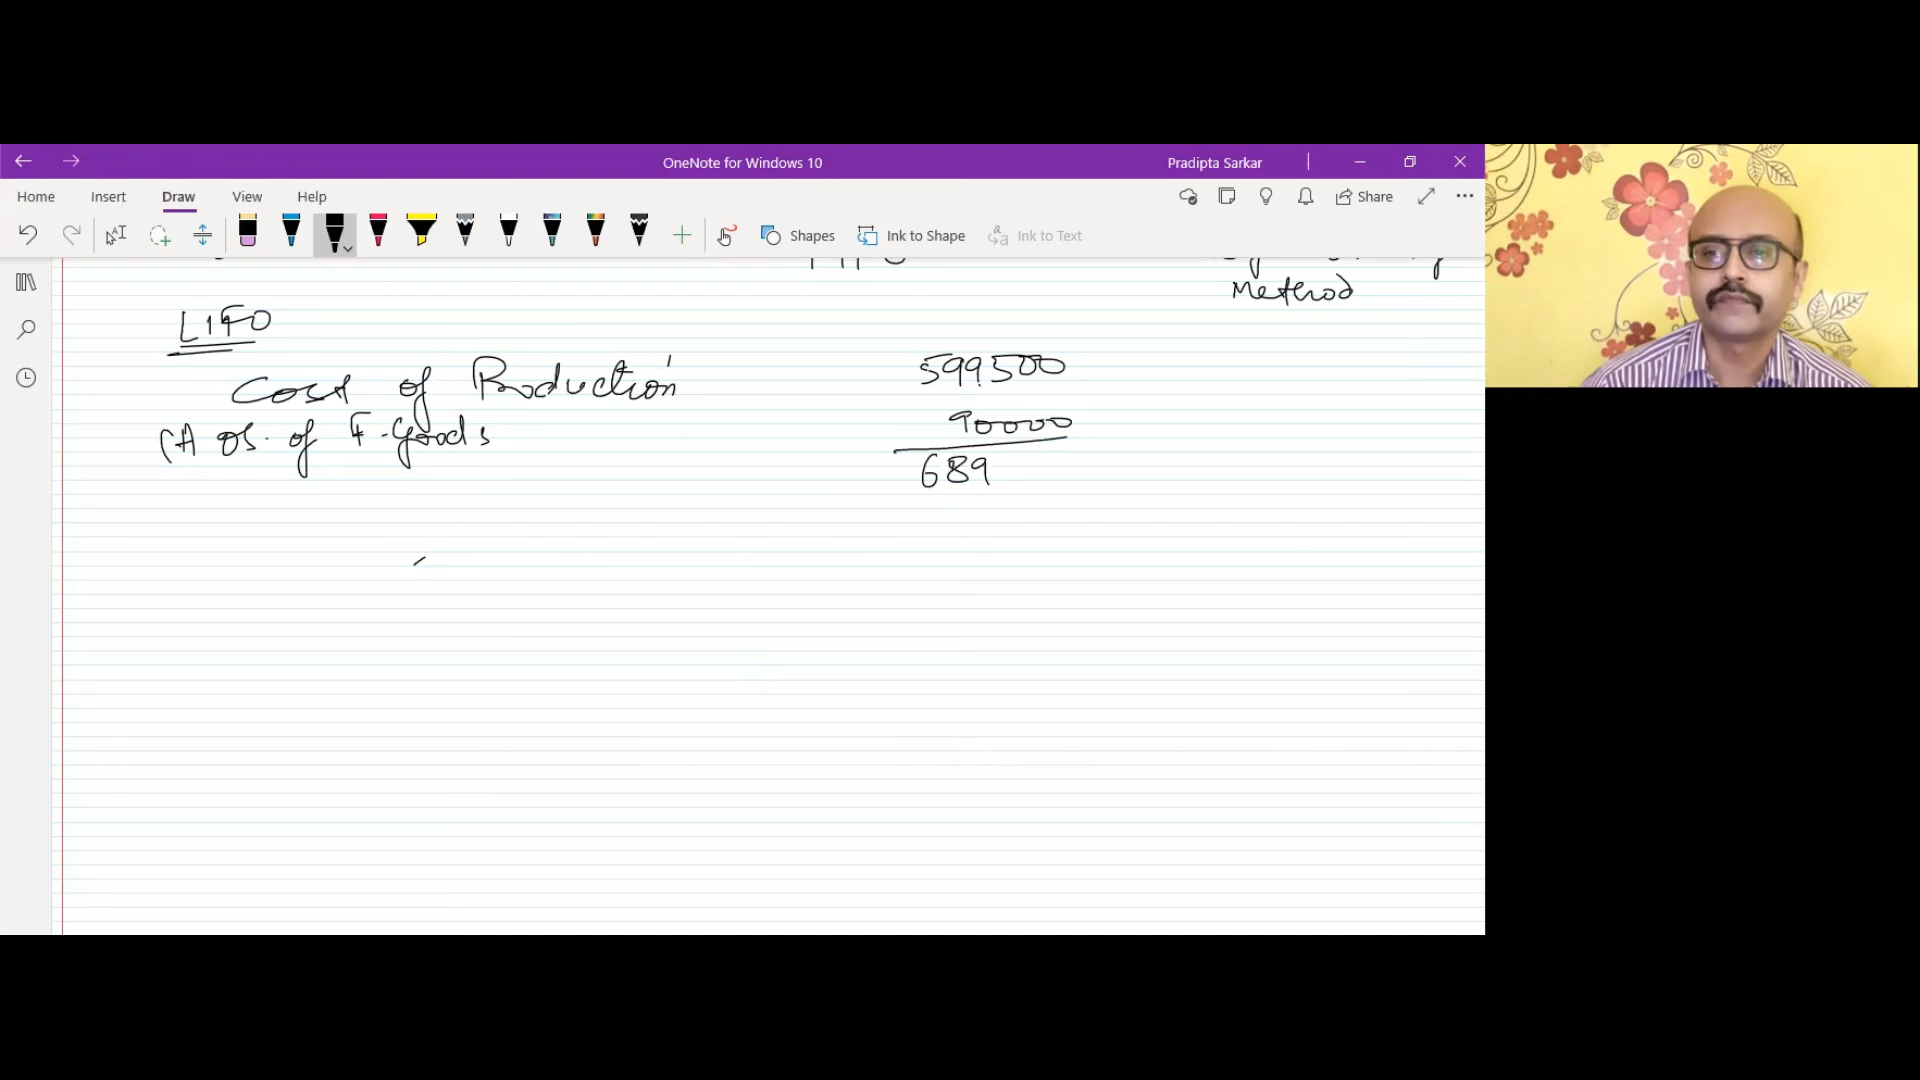 OneNote for Windows 10
Pradipta Sarkar
Home Insert Draw View Help
Share
Shapes Ink to Shape Ink to Text
Method
LIFO
Cost of Production 599500
(A OS. of F. Goods 90000
689